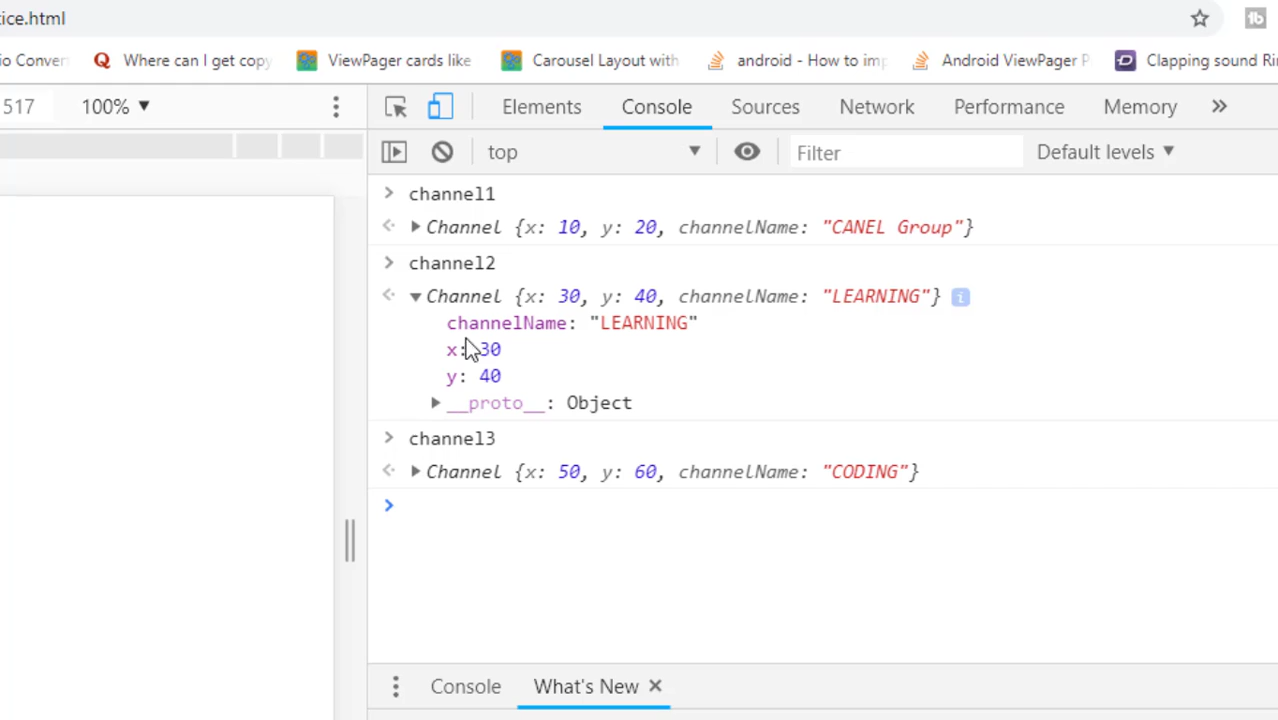 tice.html
io Conver
Where can I get copy
ViewPager cards like
Carousel Layout with
android - How to imp
Android ViewPager P
Clapping sound Ri
517 100%
Elements Console Sources Network Performance Memory
top Filter Default levels
channel1
Channel {x: 10, y: 20, channelName: "CANEL Group"}
channel2
Channel {x: 30, y: 40, channelName: "LEARNING"}
channelName: "LEARNING"
x: 30
y: 40
__proto__: Object
channel3
Channel {x: 50, y: 60, channelName: "CODING"}
Console What's New